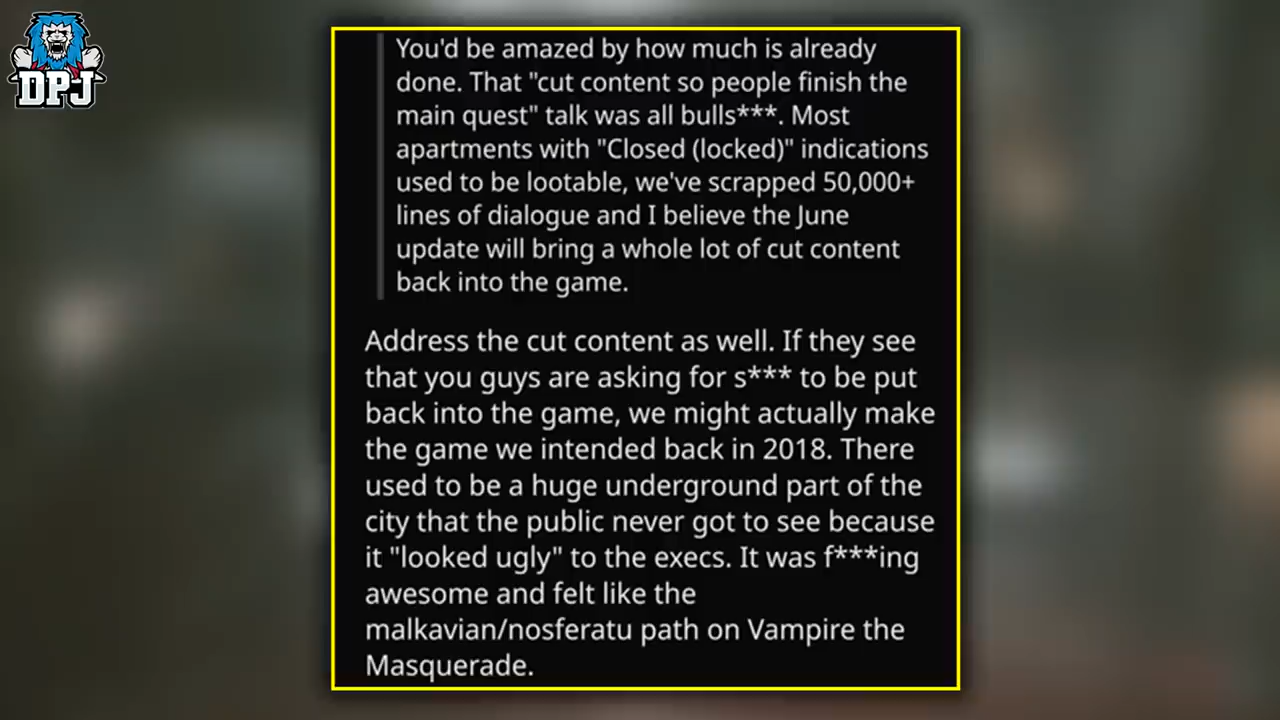 DPJ
You'd be amazed by how much is already
done. That "cut content so people finish the
main quest" talk was all bulls***. Most
apartments with "Closed (locked)" indications
used to be lootable, we've scrapped 50,000+
lines of dialogue and I believe the June
update will bring a whole lot of cut content
back into the game.
Address the cut content as well. If they see
that you guys are asking for s*** to be put
back into the game, we might actually make
the game we intended back in 2018. There
used to be a huge underground part of the
city that the public never got to see because
it "looked ugly" to the execs. It was f***ing
awesome and felt like the
malkavian/nosferatu path on Vampire the
Masquerade.